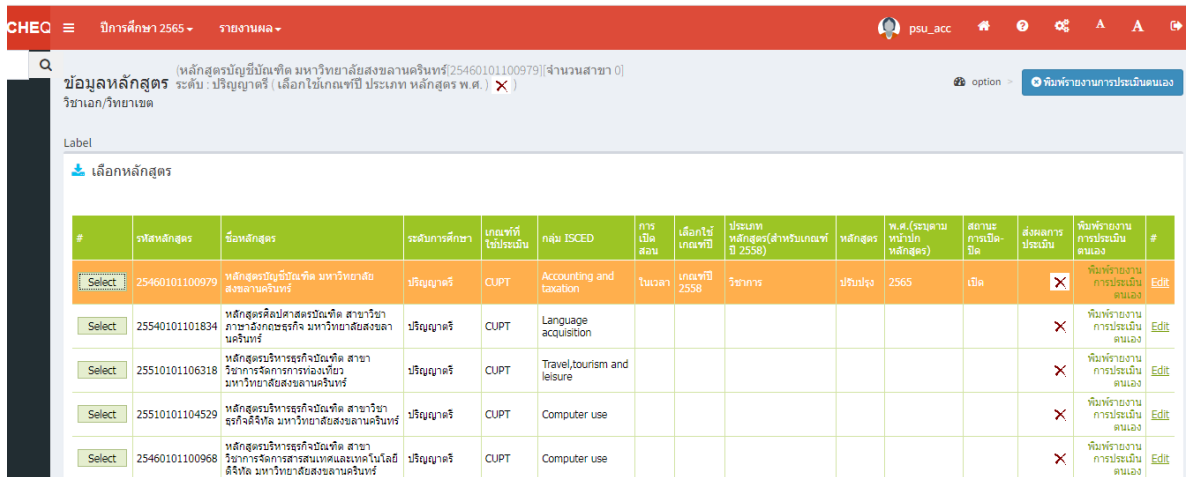 CHEQ ปีการศึกษา 2565 รายงานผล psu_acc A A
(หลักสูตรบัญชีบัณฑิต มหาวิทยาลัยสงขลานครินทร์[25460101100979][จำนวนสาขา 0]
ข้อมูลหลักสูตร ระดับ : ปริญญาตรี ( เลือกใช้เกณฑ์ปี ประเภท หลักสูตร พ.ศ. ) )
วิชาเอก/วิทยาเขต
option > พิมพ์รายงานการประเมินตนเอง
Label
เลือกหลักสูตร
# รหัสหลักสูตร ชื่อหลักสูตร ระดับการศึกษา เกณฑ์ที่ใช้ประเมิน กลุ่ม ISCED การเปิดสอน เลือกใช้เกณฑ์ปี ประเภทหลักสูตร(สำหรับเกณฑ์ปี 2558) หลักสูตร พ.ศ.(ระบุตามหน้าปกหลักสูตร) สถานะการเปิด-ปิด ส่งผลการประเมิน พิมพ์รายงานการประเมินตนเอง #
Select 25460101100979 หลักสูตรบัญชีบัณฑิต มหาวิทยาลัยสงขลานครินทร์ ปริญญาตรี CUPT Accounting and taxation ในเวลา เกณฑ์ปี 2558 วิชาการ ปรับปรุง 2565 เปิด พิมพ์รายงานการประเมินตนเอง Edit
Select 25540101101834 หลักสูตรศิลปศาสตรบัณฑิต สาขาวิชาภาษาอังกฤษธุรกิจ มหาวิทยาลัยสงขลานครินทร์ ปริญญาตรี CUPT Language acquisition พิมพ์รายงานการประเมินตนเอง Edit
Select 25510101106318 หลักสูตรบริหารธุรกิจบัณฑิต สาขาวิชาการจัดการการท่องเที่ยว มหาวิทยาลัยสงขลานครินทร์ ปริญญาตรี CUPT Travel,tourism and leisure พิมพ์รายงานการประเมินตนเอง Edit
Select 25510101104529 หลักสูตรบริหารธุรกิจบัณฑิต สาขาวิชาธุรกิจดิจิทัล มหาวิทยาลัยสงขลานครินทร์ ปริญญาตรี CUPT Computer use พิมพ์รายงานการประเมินตนเอง Edit
Select 25460101100968 หลักสูตรบริหารธุรกิจบัณฑิต สาขาวิชาการจัดการสารสนเทศและเทคโนโลยีดิจิทัล มหาวิทยาลัยสงขลานครินทร์ ปริญญาตรี CUPT Computer use พิมพ์รายงานการประเมินตนเอง Edit